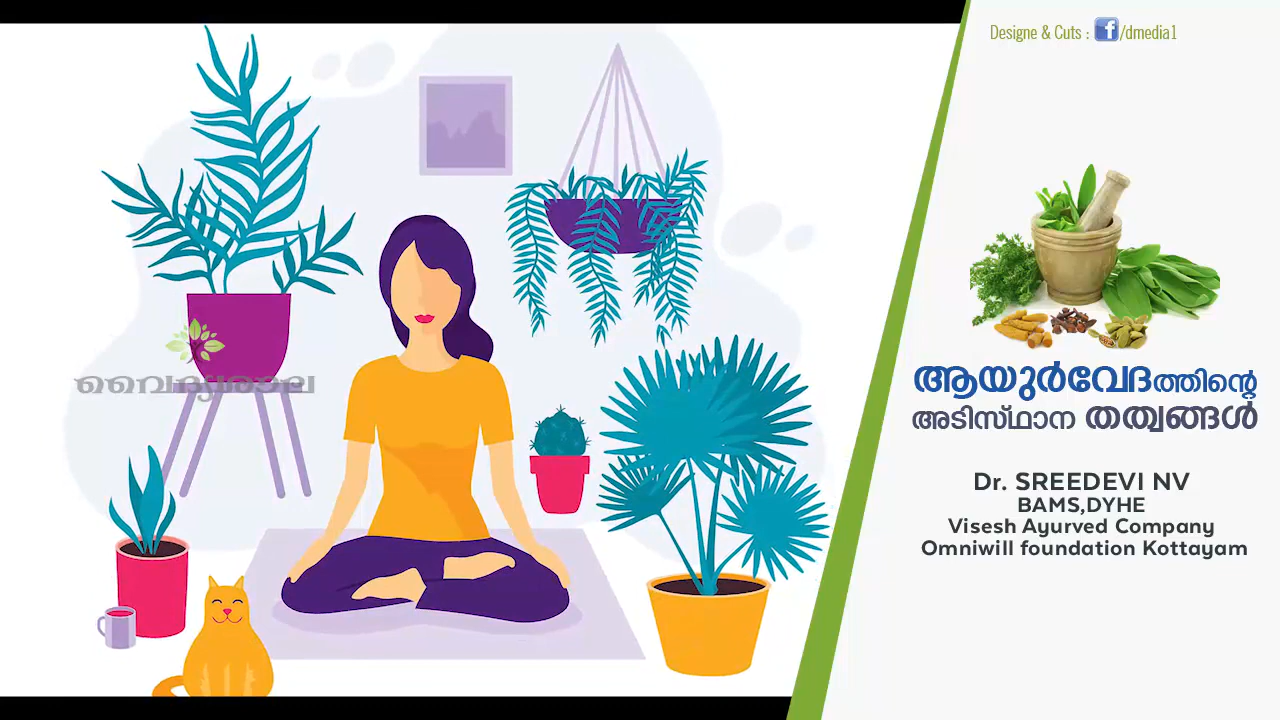 Designe & Cuts : f/dmedia1
വൈദ്യശാല
ആയുർവേദത്തിന്റെ
അടിസ്ഥാന തത്വങ്ങൾ
Dr. SREEDEVI NV
BAMS,DYHE
Visesh Ayurved Company
Omniwill foundation Kottayam